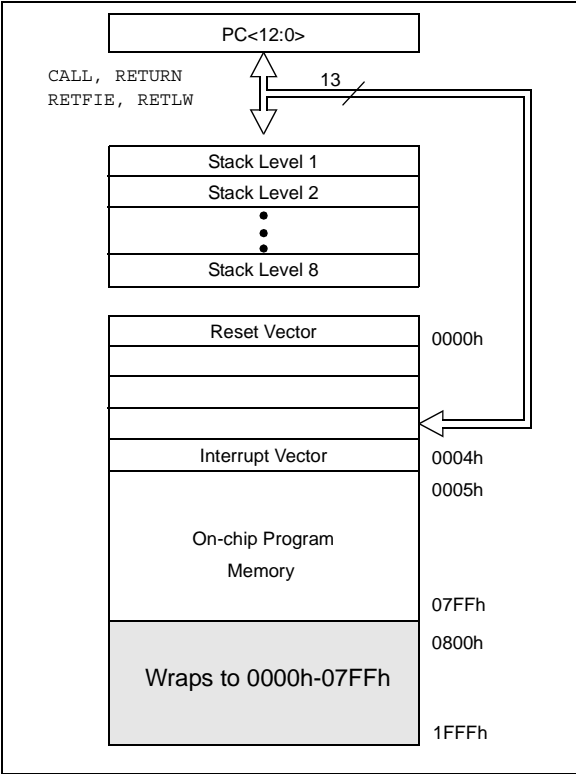 PC<12:0>
CALL, RETURN
RETFIE, RETLW
13
Stack Level 1
Stack Level 2
Stack Level 8
Reset Vector
0000h
Interrupt Vector
0004h
0005h
On-chip Program
Memory
07FFh
0800h
Wraps to 0000h-07FFh
1FFFh